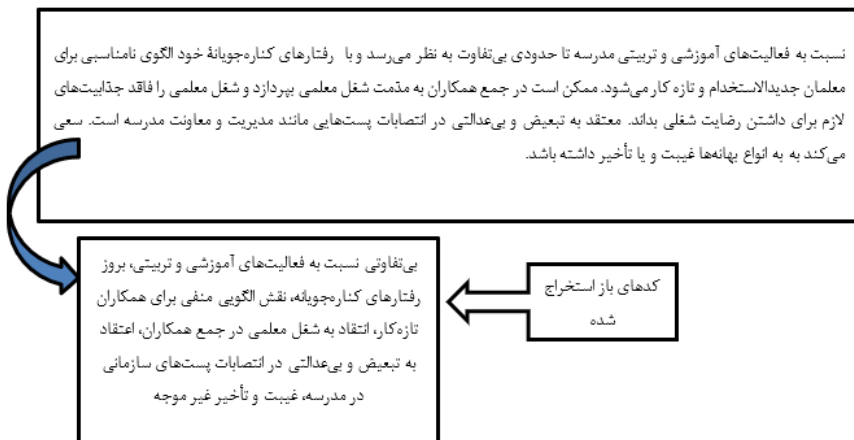 نسبت به فعالیت‌های آموزشی و تربیتی مدرسه تا حدودی بی‌تفاوت به نظر می‌رسد و با رفتارهای کناره‌جویانهٔ خود الگوی نامناسبی برای
معلمان جدیدالاستخدام و تازه کار می‌شود. ممکن است در جمع همکاران به مذمت شغل معلمی بپردازد و شغل معلمی را فاقد جذابیت‌های
لازم برای داشتن رضایت شغلی بداند. معتقد به تبعیض و بی‌عدالتی در انتصابات پست‌هایی مانند مدیریت و معاونت مدرسه است. سعی
می‌کند به به انواع بهانه‌ها غیبت و یا تأخیر داشته باشد.
کدهای باز استخراج
شده
بی‌تفاوتی نسبت به فعالیت‌های آموزشی و تربیتی، بروز
رفتارهای کناره‌جویانه، نقش الگویی منفی برای همکاران
تازه‌کار، انتقاد به شغل معلمی در جمع همکاران، اعتقاد
به تبعیض و بی‌عدالتی در انتصابات پست‌های سازمانی
در مدرسه، غیبت و تأخیر غیر موجه